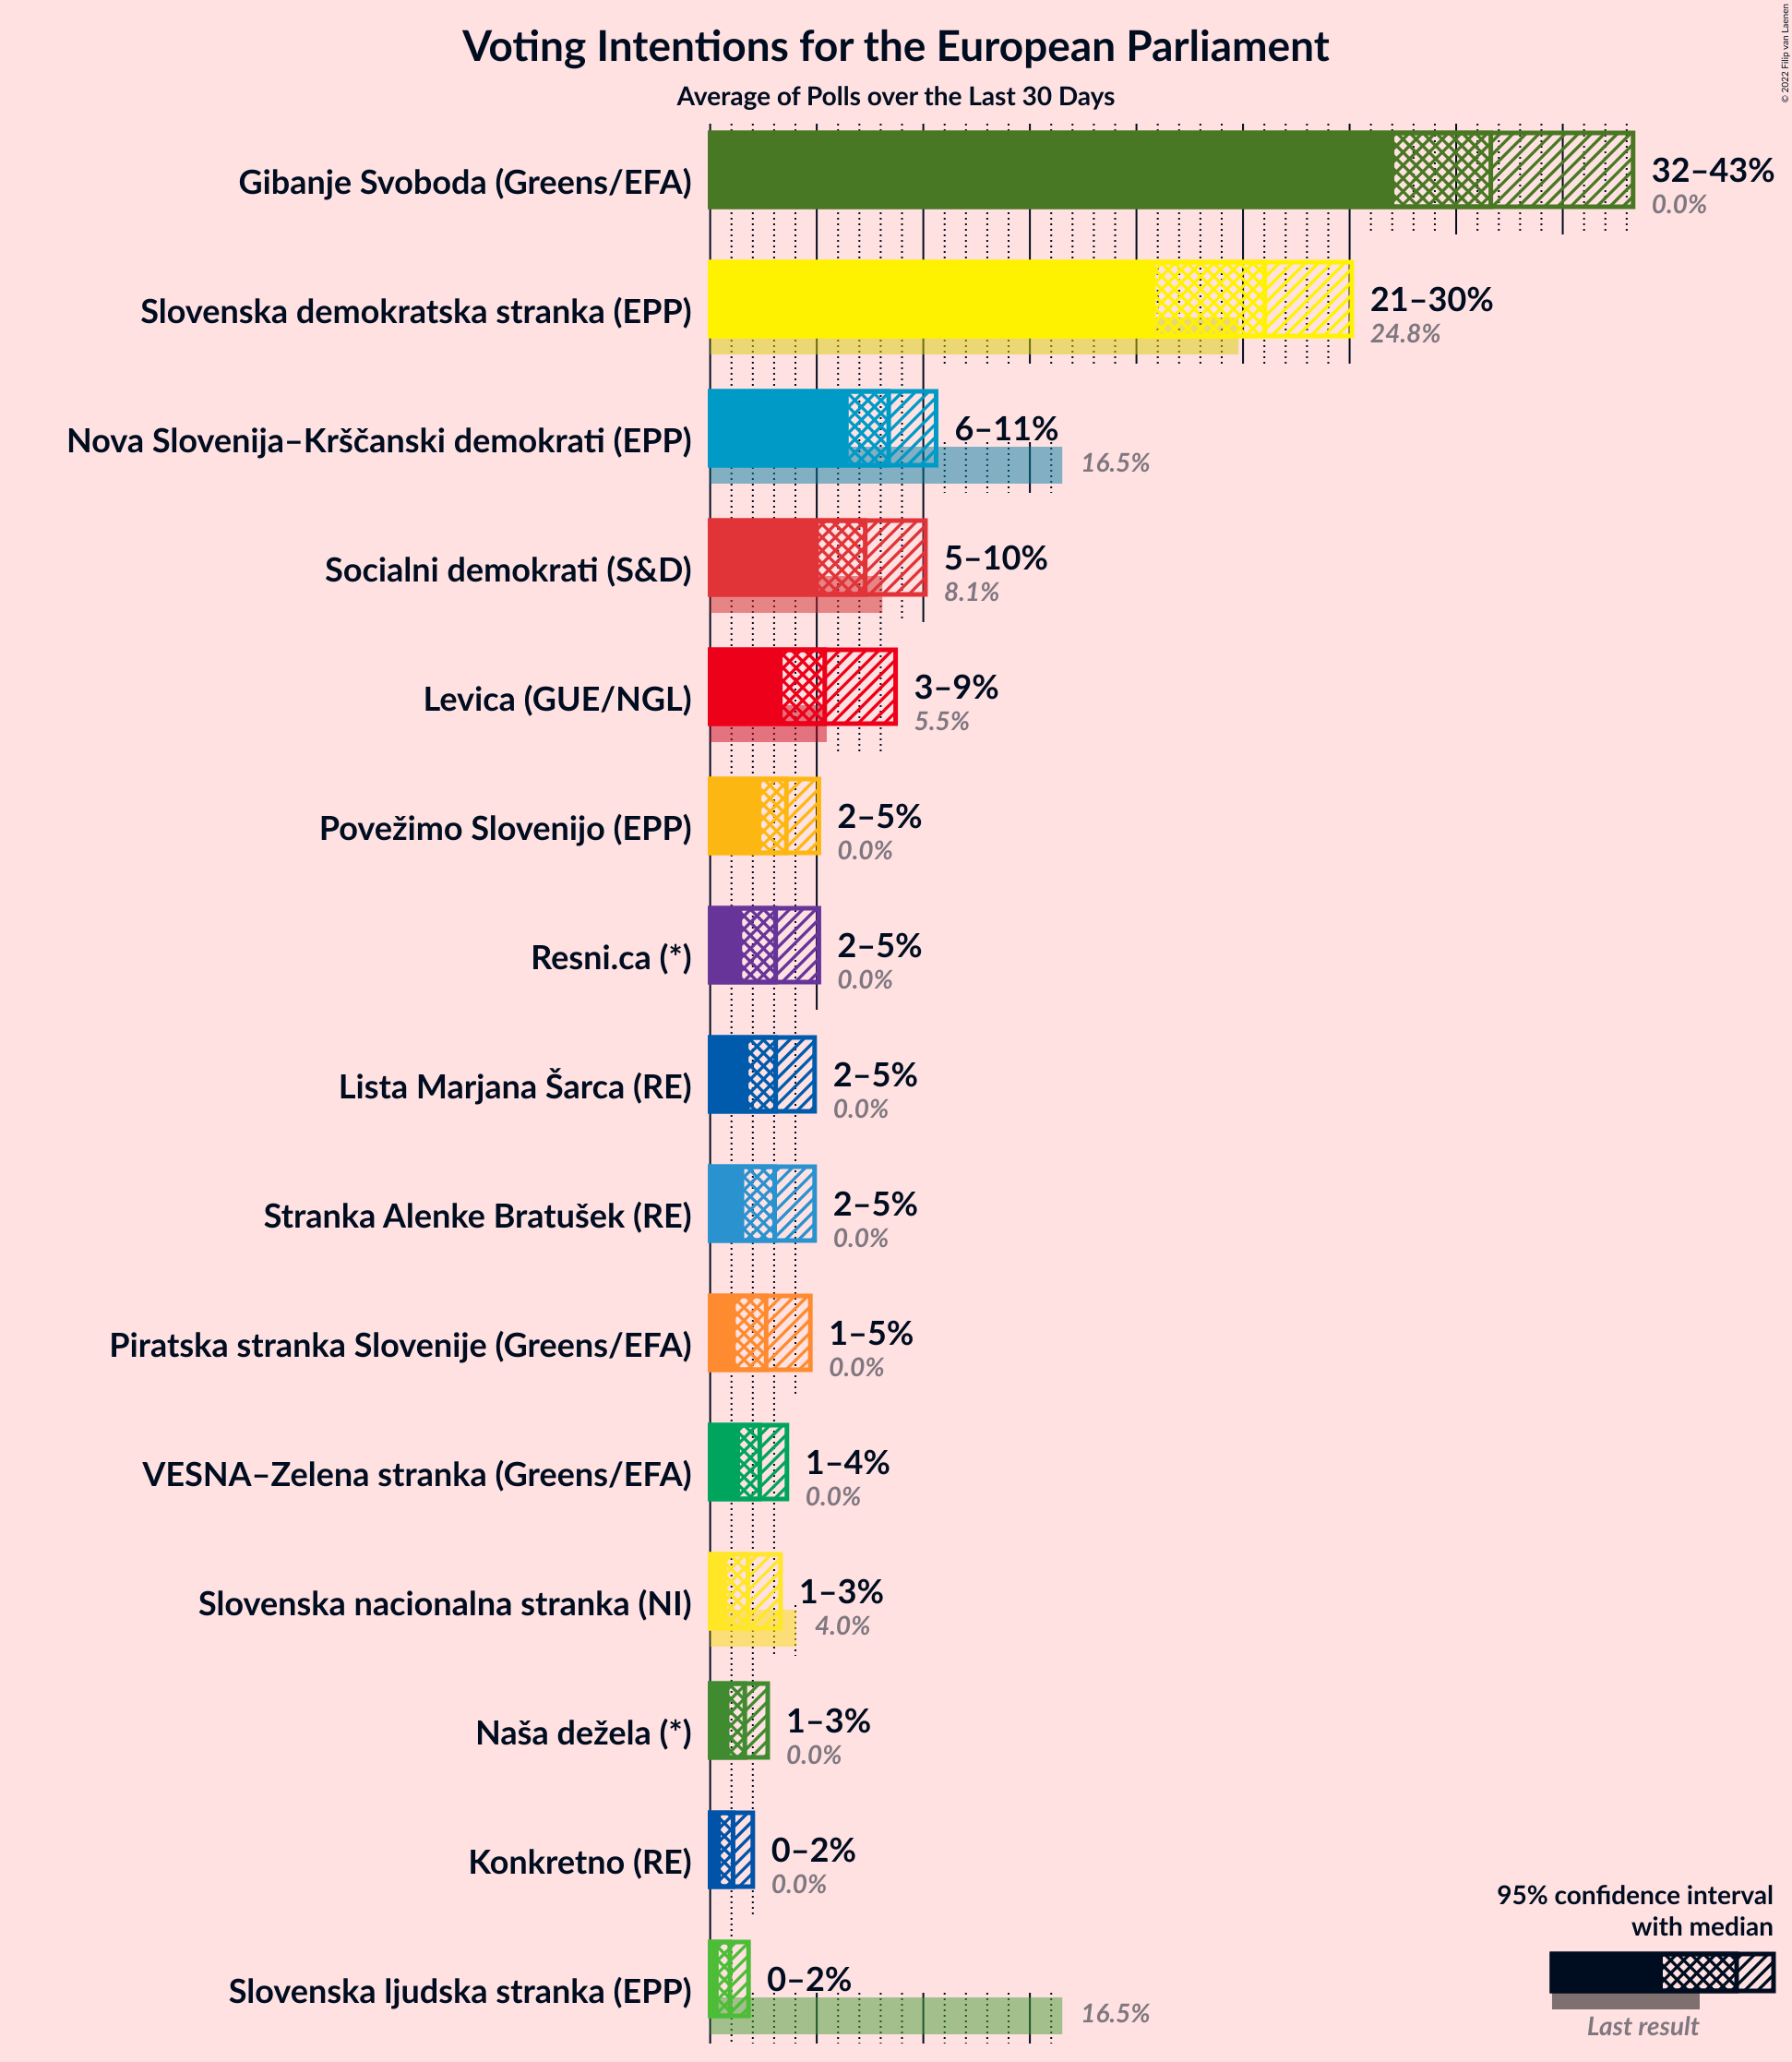 Voting Intentions for the European Parliament
Average of Polls over the Last 30 Days
© 2022 Filip van Laenen
Gibanje Svoboda (Greens/EFA)
32–43%
0.0%
Slovenska demokratska stranka (EPP)
21–30%
24.8%
Nova Slovenija–Krščanski demokrati (EPP)
6–11%
16.5%
Socialni demokrati (S&D)
5–10%
8.1%
Levica (GUE/NGL)
3–9%
5.5%
Povežimo Slovenijo (EPP)
2–5%
0.0%
Resni.ca (*)
2–5%
0.0%
Lista Marjana Šarca (RE)
2–5%
0.0%
Stranka Alenke Bratušek (RE)
2–5%
0.0%
Piratska stranka Slovenije (Greens/EFA)
1–5%
0.0%
VESNA–Zelena stranka (Greens/EFA)
1–4%
0.0%
Slovenska nacionalna stranka (NI)
1–3%
4.0%
Naša dežela (*)
1–3%
0.0%
Konkretno (RE)
0–2%
0.0%
Slovenska ljudska stranka (EPP)
0–2%
16.5%
95% confidence interval
with median
Last result